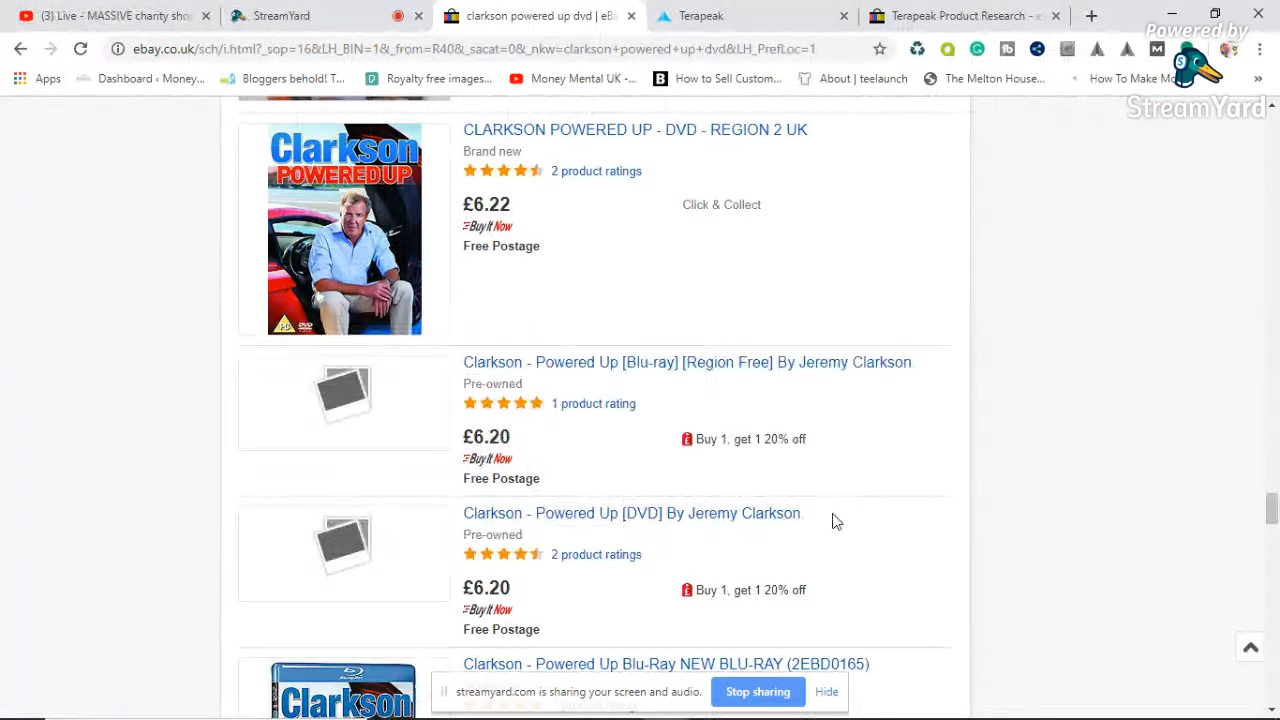 (3) Live - MASSIVE charity sh
StreamYard
clarkson powered up dvd | eBa
Terapeak
Terapeak Product Research - e
Powered by
ebay.co.uk/sch/i.html?_sop=16&LH_BIN=1&_from=R40&_sacat=0&_nkw=clarkson+powered+up+dvd&LH_PrefLoc=1
StreamYard
Apps
Dashboard ‹ Money...
Bloggers behold! T...
Royalty free images...
Money Mental UK -...
How to Sell Custom...
About | teelaunch
The Melton House...
How To Make Mo
Clarkson
POWERED UP
PG
DVD
CLARKSON POWERED UP - DVD - REGION 2 UK
Brand new
2 product ratings
£6.22
Click & Collect
Buy It Now
Free Postage
Clarkson - Powered Up [Blu-ray] [Region Free] By Jeremy Clarkson
Pre-owned
1 product rating
£6.20
Buy 1, get 1 20% off
Buy It Now
Free Postage
Clarkson - Powered Up [DVD] By Jeremy Clarkson.
Pre-owned
2 product ratings
£6.20
Buy 1, get 1 20% off
Buy It Now
Free Postage
Clarkson - Powered Up Blu-Ray NEW BLU-RAY (2EBD0165)
Clarkson
streamyard.com is sharing your screen and audio.
Stop sharing
Hide